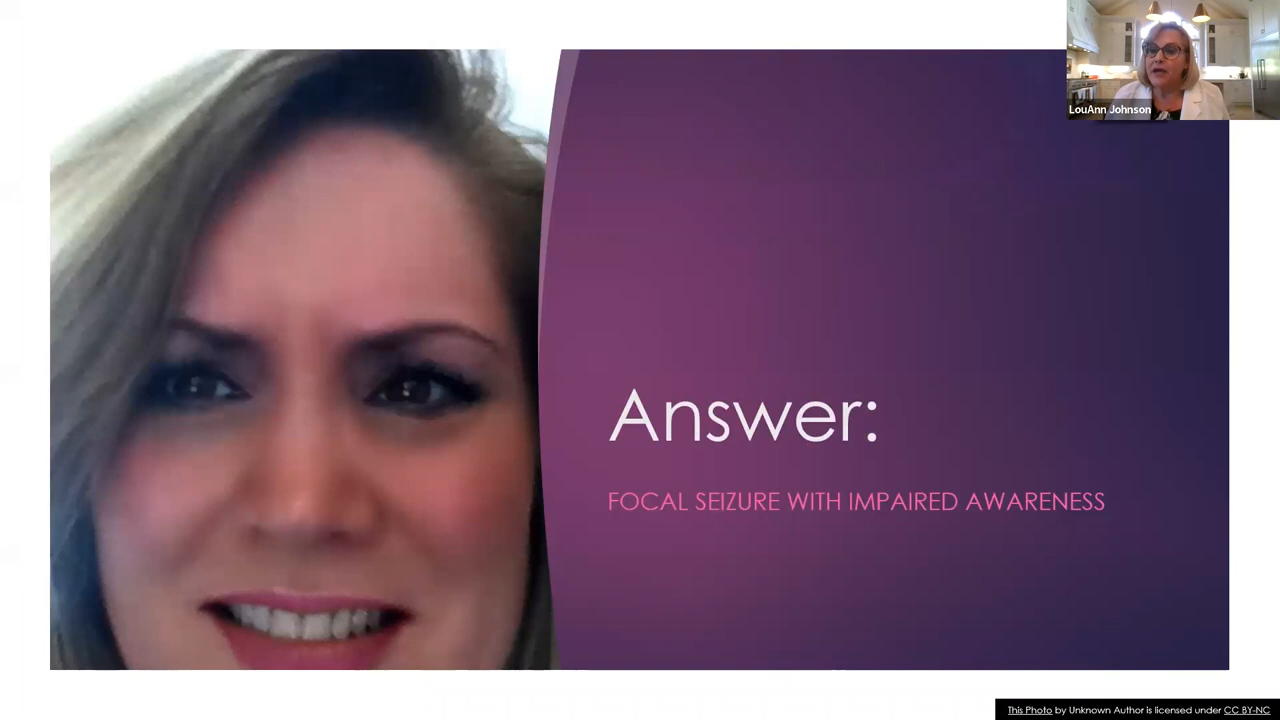 LouAnn Johnson
Answer:
FOCAL SEIZURE WITH IMPAIRED AWARENESS
This Photo by Unknown Author is licensed under CC BY-NC